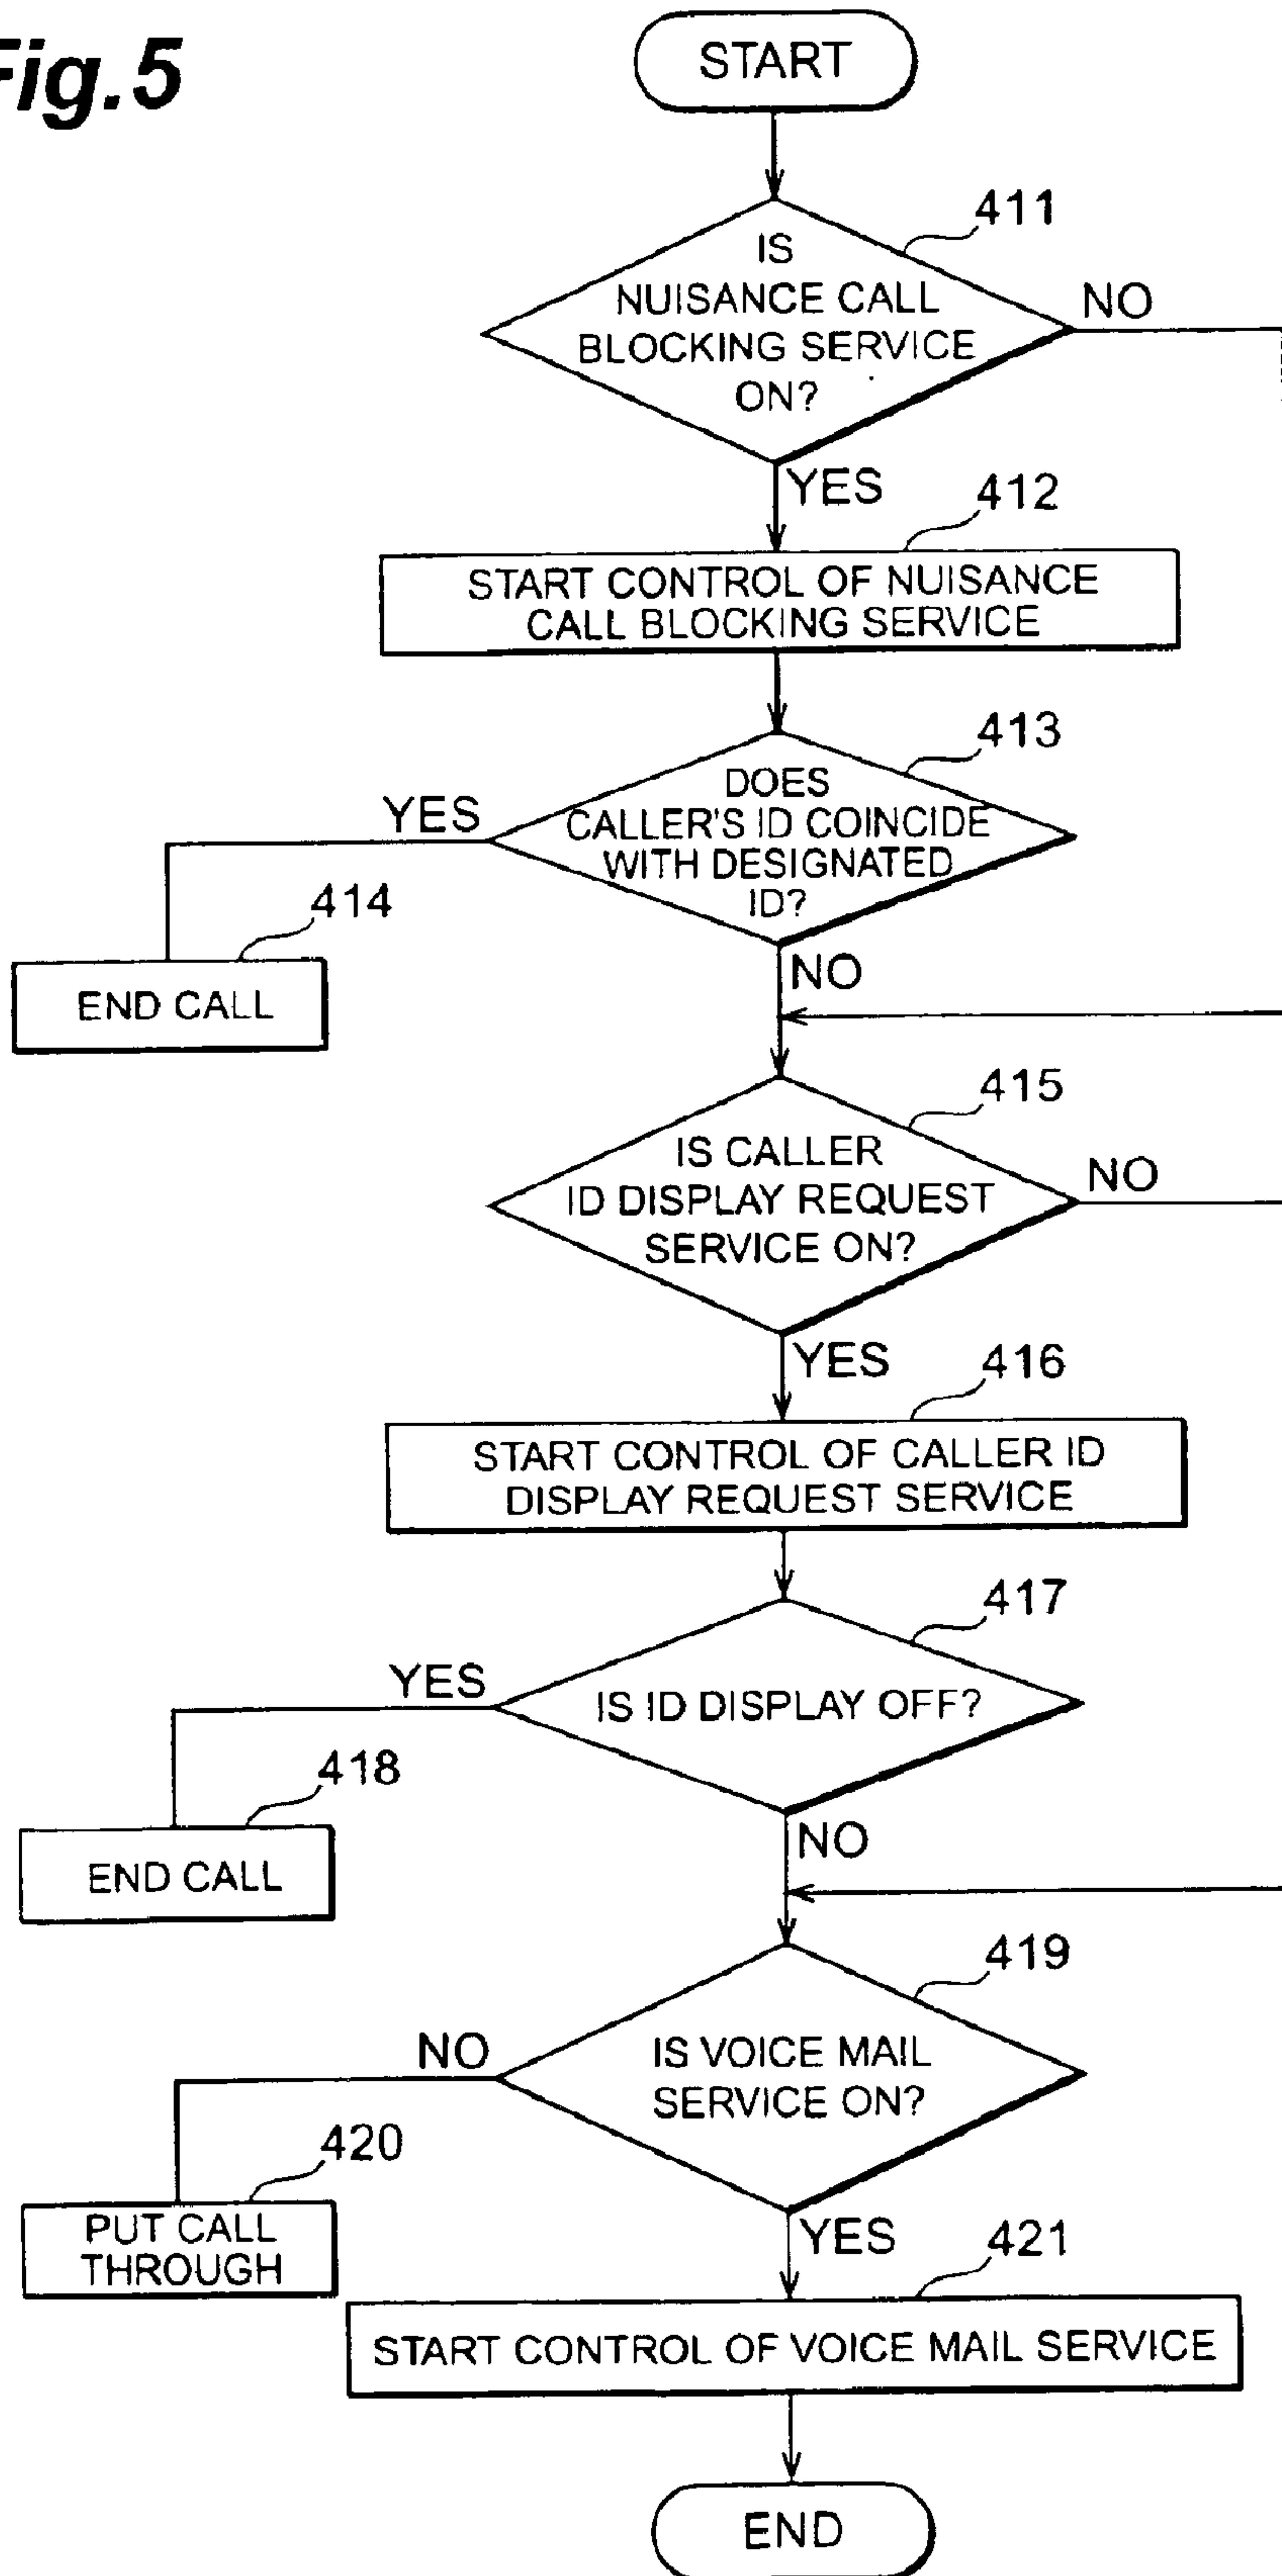 Fig.5
START
411
IS
NUISANCE CALL
BLOCKING SERVICE
ON?
NO
YES
412
START CONTROL OF NUISANCE
CALL BLOCKING SERVICE
413
DOES
CALLER'S ID COINCIDE
WITH DESIGNATED
ID?
YES
414
END CALL
NO
415
IS CALLER
ID DISPLAY REQUEST
SERVICE ON?
NO
YES
416
START CONTROL OF CALLER ID
DISPLAY REQUEST SERVICE
417
IS ID DISPLAY OFF?
YES
418
END CALL
NO
419
IS VOICE MAIL
SERVICE ON?
NO
420
PUT CALL
THROUGH
YES
421
START CONTROL OF VOICE MAIL SERVICE
END